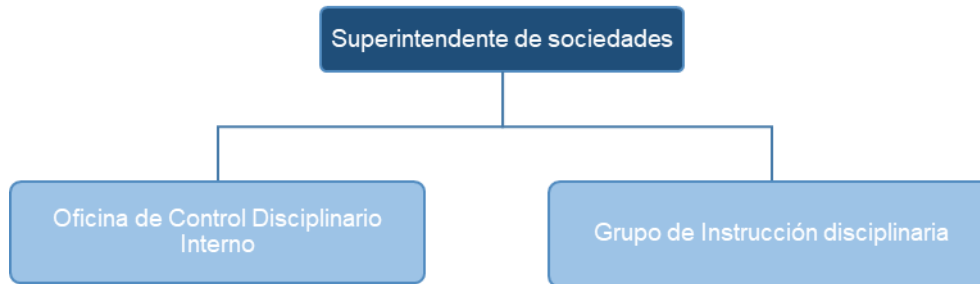 Superintendente de sociedades
Oficina de Control Disciplinario
Interno
Grupo de Instrucción disciplinaria